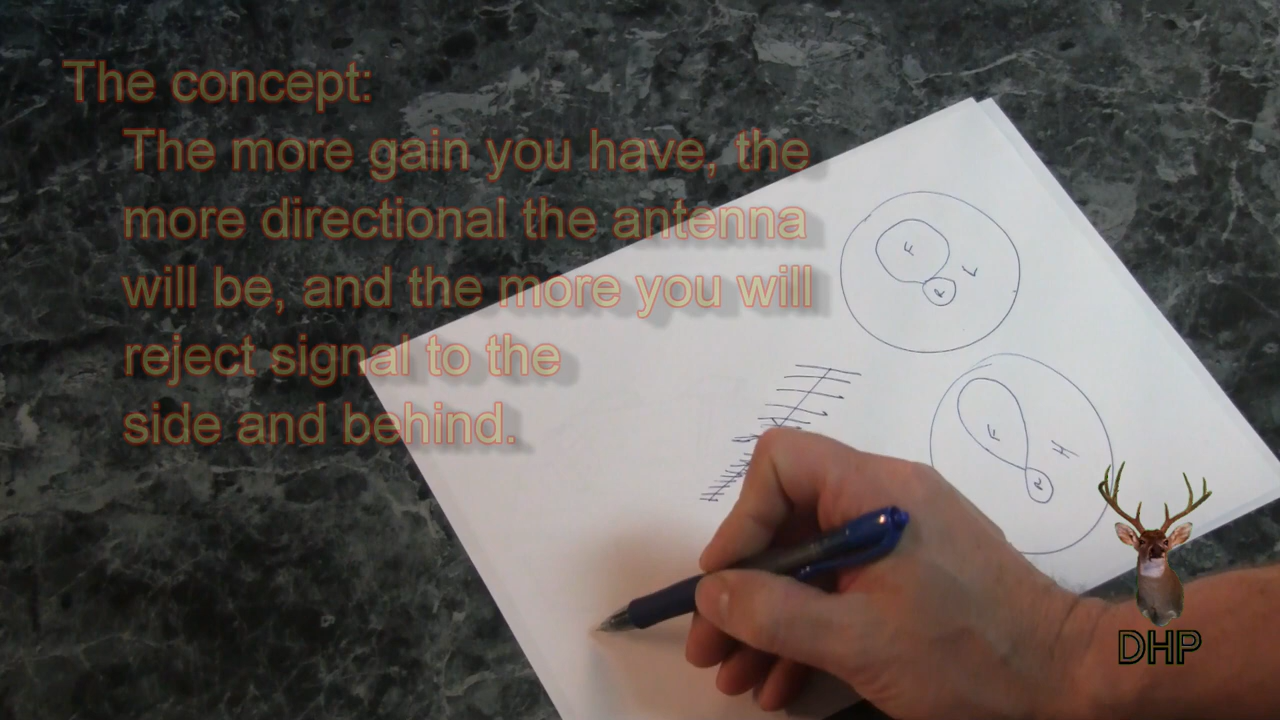 The concept:
The more gain you have, the
more directional the antenna
will be, and the more you will
reject signal to the
side and behind.
F
R
L
F
R
H
DHP